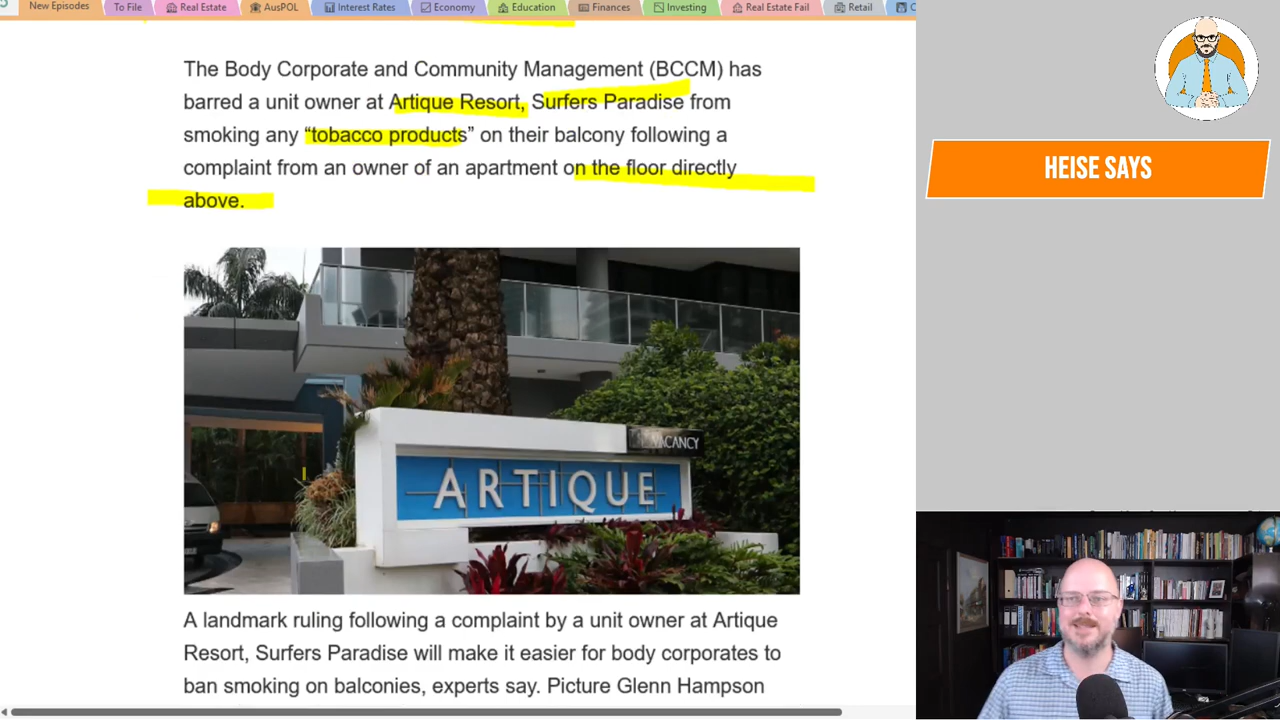 New Episodes To File Real Estate AusPOL Interest Rates Economy Education Finances Investing Real Estate Fail Retail
The Body Corporate and Community Management (BCCM) has
barred a unit owner at Artique Resort, Surfers Paradise from
smoking any “tobacco products” on their balcony following a
complaint from an owner of an apartment on the floor directly
above.
VACANCY
ARTIQUE
A landmark ruling following a complaint by a unit owner at Artique
Resort, Surfers Paradise will make it easier for body corporates to
ban smoking on balconies, experts say. Picture Glenn Hampson
HEISE SAYS